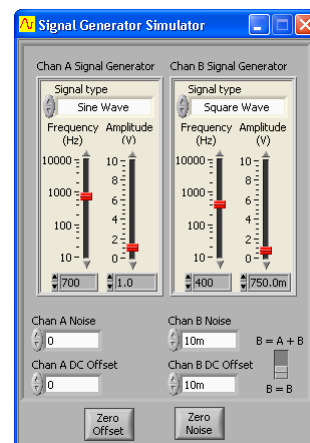 Signal Generator Simulator
Chan A Signal Generator
Signal type
Sine Wave
Frequency (Hz)
Amplitude (V)
10000
1000
100
10
10
8
6
4
2
0
700
1.0
Chan B Signal Generator
Signal type
Square Wave
Frequency (Hz)
Amplitude (V)
10000
1000
100
10
10
8
6
4
2
0
400
750.0m
Chan A Noise
0
Chan B Noise
10m
B = A + B
Chan A DC Offset
0
Chan B DC Offset
10m
B = B
Zero
Offset
Zero
Noise